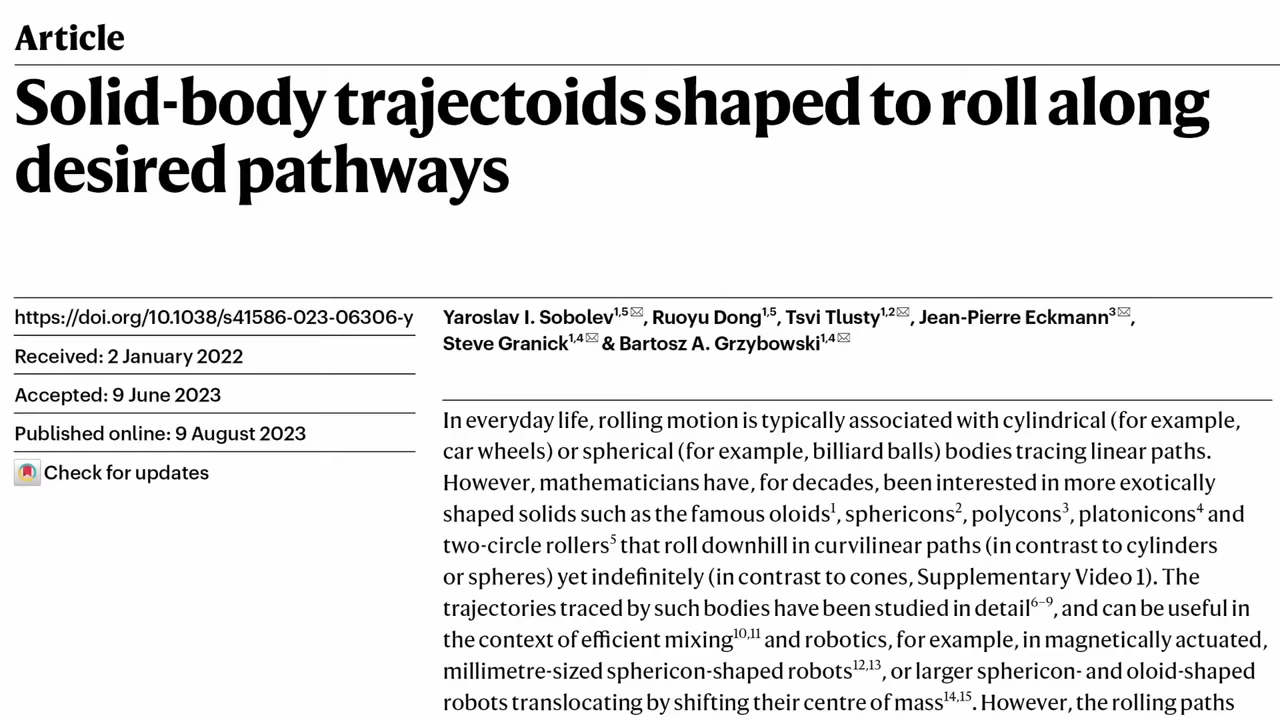 Article
Solid-body trajectoids shaped to roll along
desired pathways
https://doi.org/10.1038/s41586-023-06306-y
Received: 2 January 2022
Accepted: 9 June 2023
Published online: 9 August 2023
Check for updates
Yaroslav I. Sobolev1,5✉, Ruoyu Dong1,5, Tsvi Tlusty1,2✉, Jean-Pierre Eckmann3✉,
Steve Granick1,4✉ & Bartosz A. Grzybowski1,4✉
In everyday life, rolling motion is typically associated with cylindrical (for example,
car wheels) or spherical (for example, billiard balls) bodies tracing linear paths.
However, mathematicians have, for decades, been interested in more exotically
shaped solids such as the famous oloids1, sphericons2, polycons3, platonicons4 and
two-circle rollers5 that roll downhill in curvilinear paths (in contrast to cylinders
or spheres) yet indefinitely (in contrast to cones, Supplementary Video 1). The
trajectories traced by such bodies have been studied in detail6–9, and can be useful in
the context of efficient mixing10,11 and robotics, for example, in magnetically actuated,
millimetre-sized sphericon-shaped robots12,13, or larger sphericon- and oloid-shaped
robots translocating by shifting their centre of mass14,15. However, the rolling paths